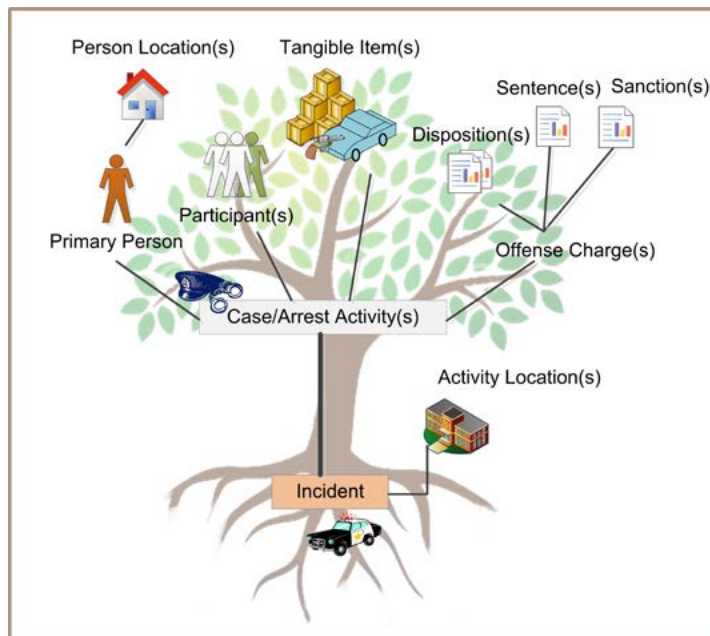 Person Location(s)
Tangible Item(s)
Sentence(s)
Sanction(s)
Disposition(s)
Participant(s)
Primary Person
Offense Charge(s)
Case/Arrest Activity(s)
Activity Location(s)
Incident